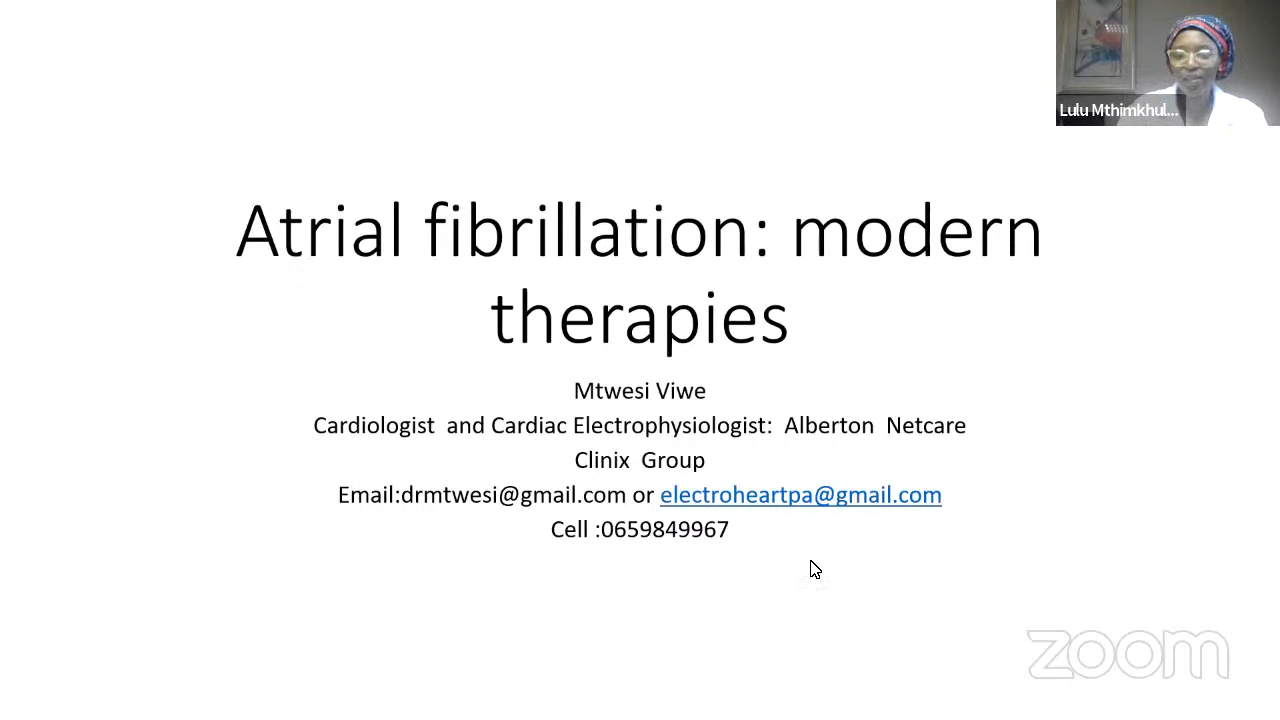 Lulu Mthimkhul...
Atrial fibrillation: modern
therapies
Mtwesi Viwe
Cardiologist and Cardiac Electrophysiologist: Alberton Netcare
Clinix Group
Email:drmtwesi@gmail.com or electroheartpa@gmail.com
Cell :0659849967
zoom